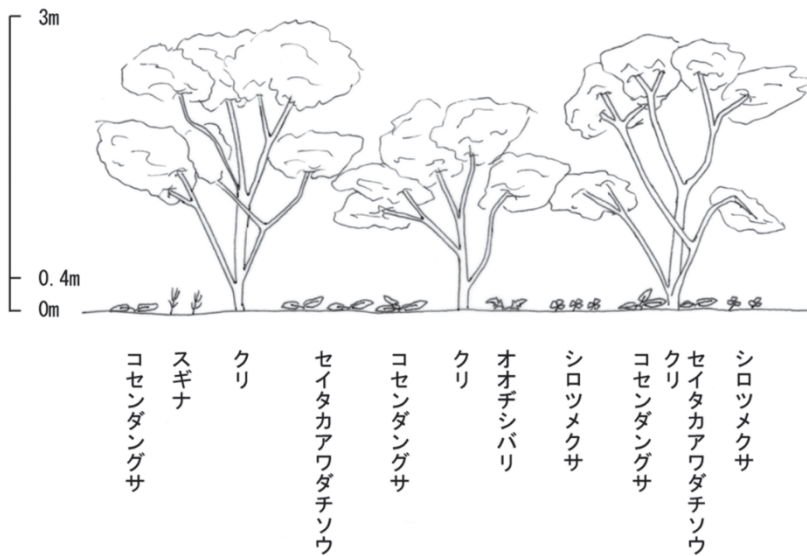 3m
0.4m
0m
コセンダングサ
スギナ
クリ
セイタカアワダチソウ
コセンダングサ
クリ
オオヂシバリ
シロツメクサ
コセンダングサ
クリ
セイタカアワダチソウ
シロツメクサ